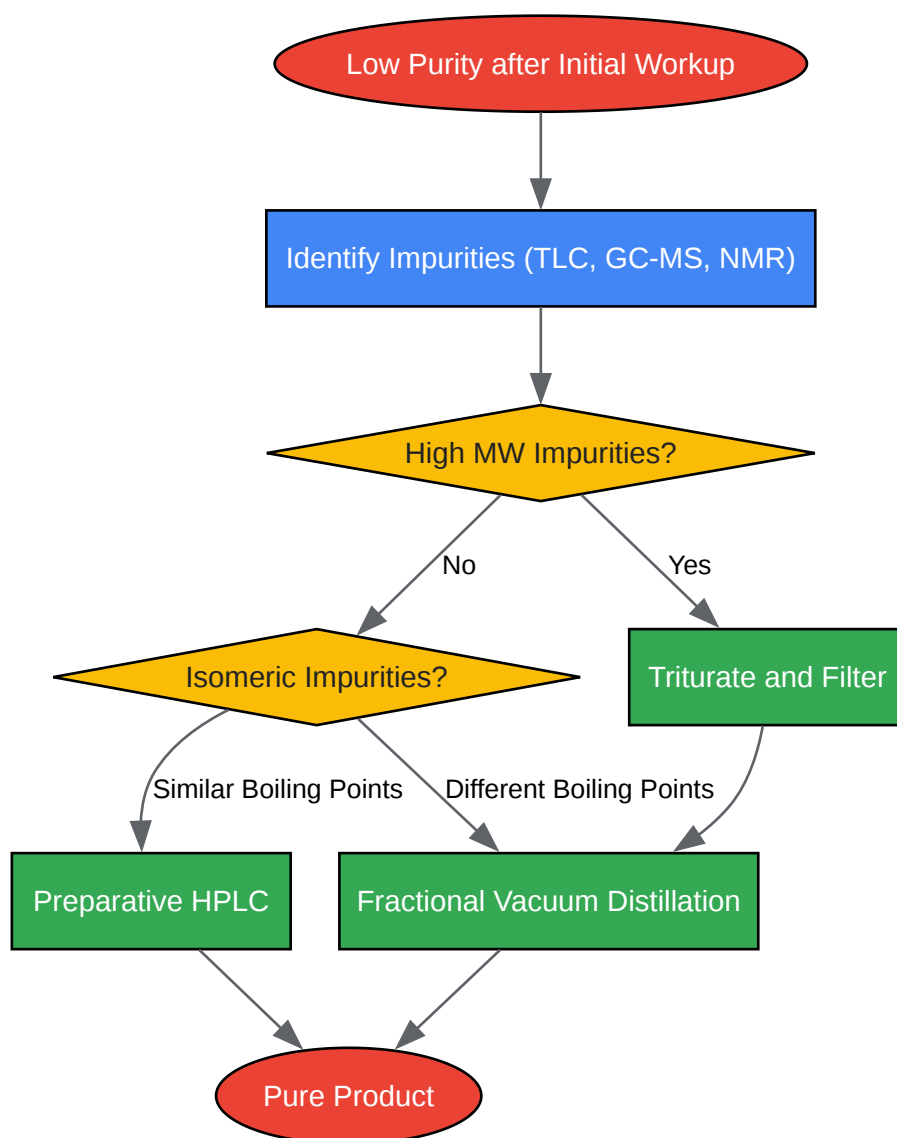 Low Purity after Initial Workup
Identify Impurities (TLC, GC-MS, NMR)
High MW Impurities?
No
Yes
Isomeric Impurities?
Triturate and Filter
Similar Boiling Points
Different Boiling Points
Preparative HPLC
Fractional Vacuum Distillation
Pure Product